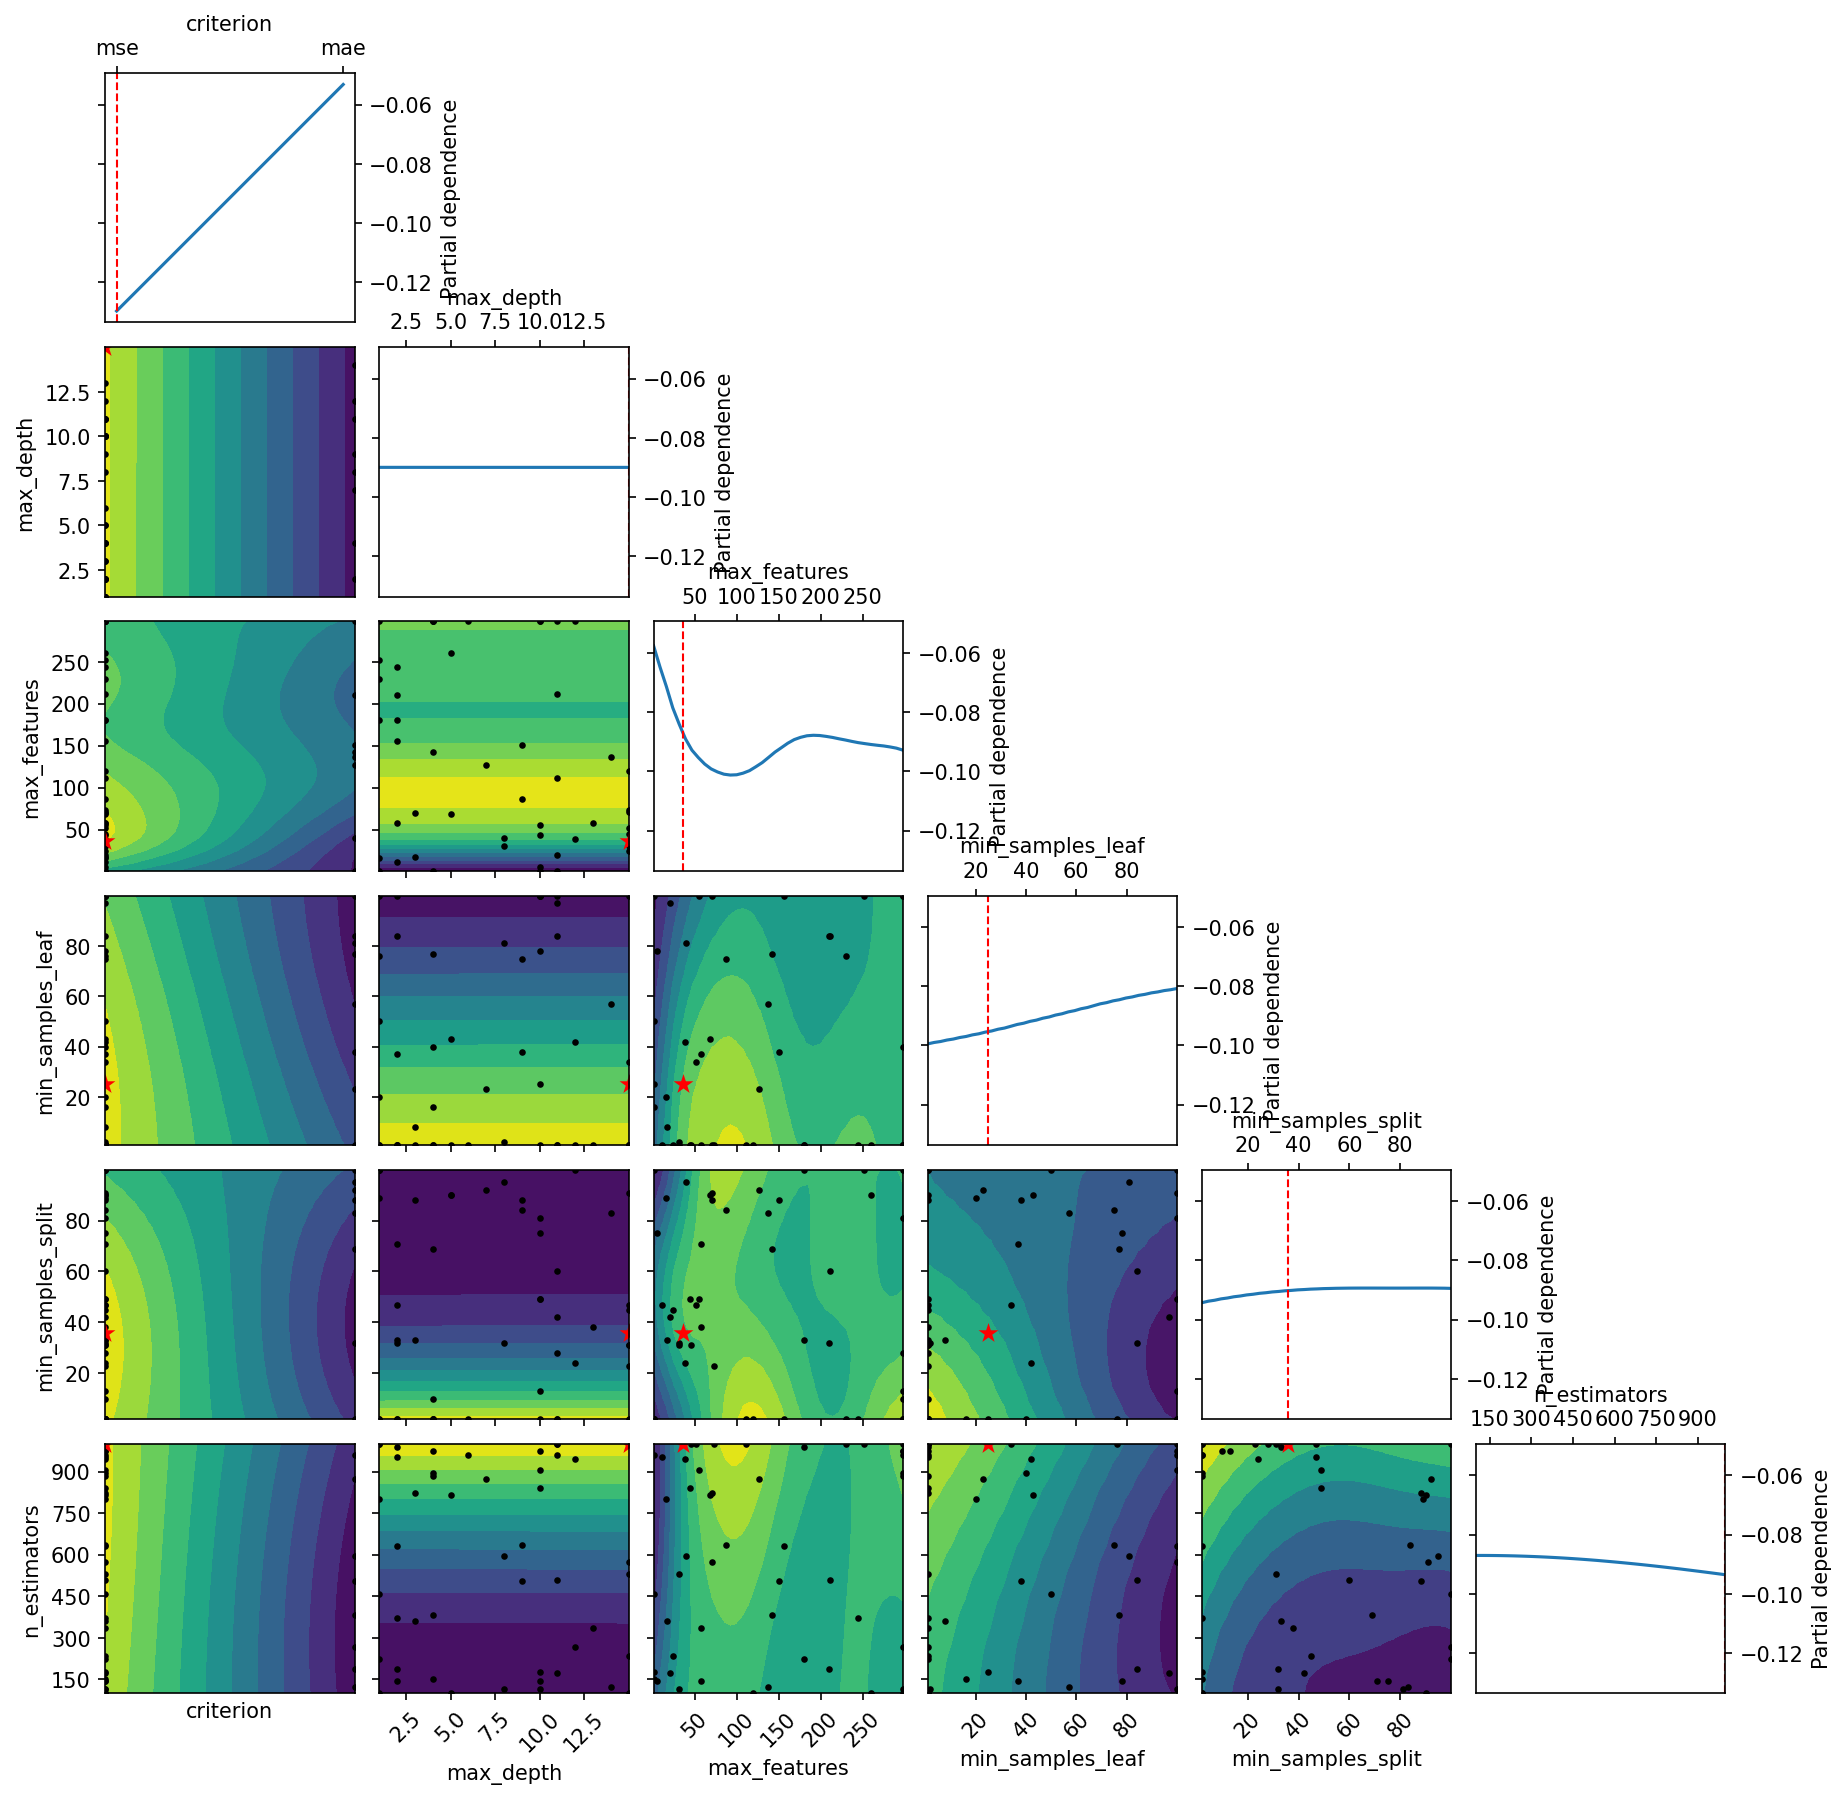 criterion
mse mae
−0.06
−0.08
−0.10
−0.12
Partial dependence
max_depth
2.5 5.0 7.5 10.0 12.5
max_depth
12.5
10.0
7.5
5.0
2.5
−0.06
−0.08
−0.10
−0.12
Partial dependence
max_features
50 100 150 200 250
max_features
250
200
150
100
50
−0.06
−0.08
−0.10
−0.12
Partial dependence
min_samples_leaf
20 40 60 80
min_samples_leaf
80
60
40
20
−0.06
−0.08
−0.10
−0.12
Partial dependence
min_samples_split
20 40 60 80
min_samples_split
80
60
40
20
−0.06
−0.08
−0.10
−0.12
Partial dependence
n_estimators
150 300 450 600 750 900
n_estimators
900
750
600
450
300
150
−0.06
−0.08
−0.10
−0.12
Partial dependence
criterion
2.5 5.0 7.5 10.0 12.5
max_depth
50 100 150 200 250
max_features
20 40 60 80
min_samples_leaf
20 40 60 80
min_samples_split